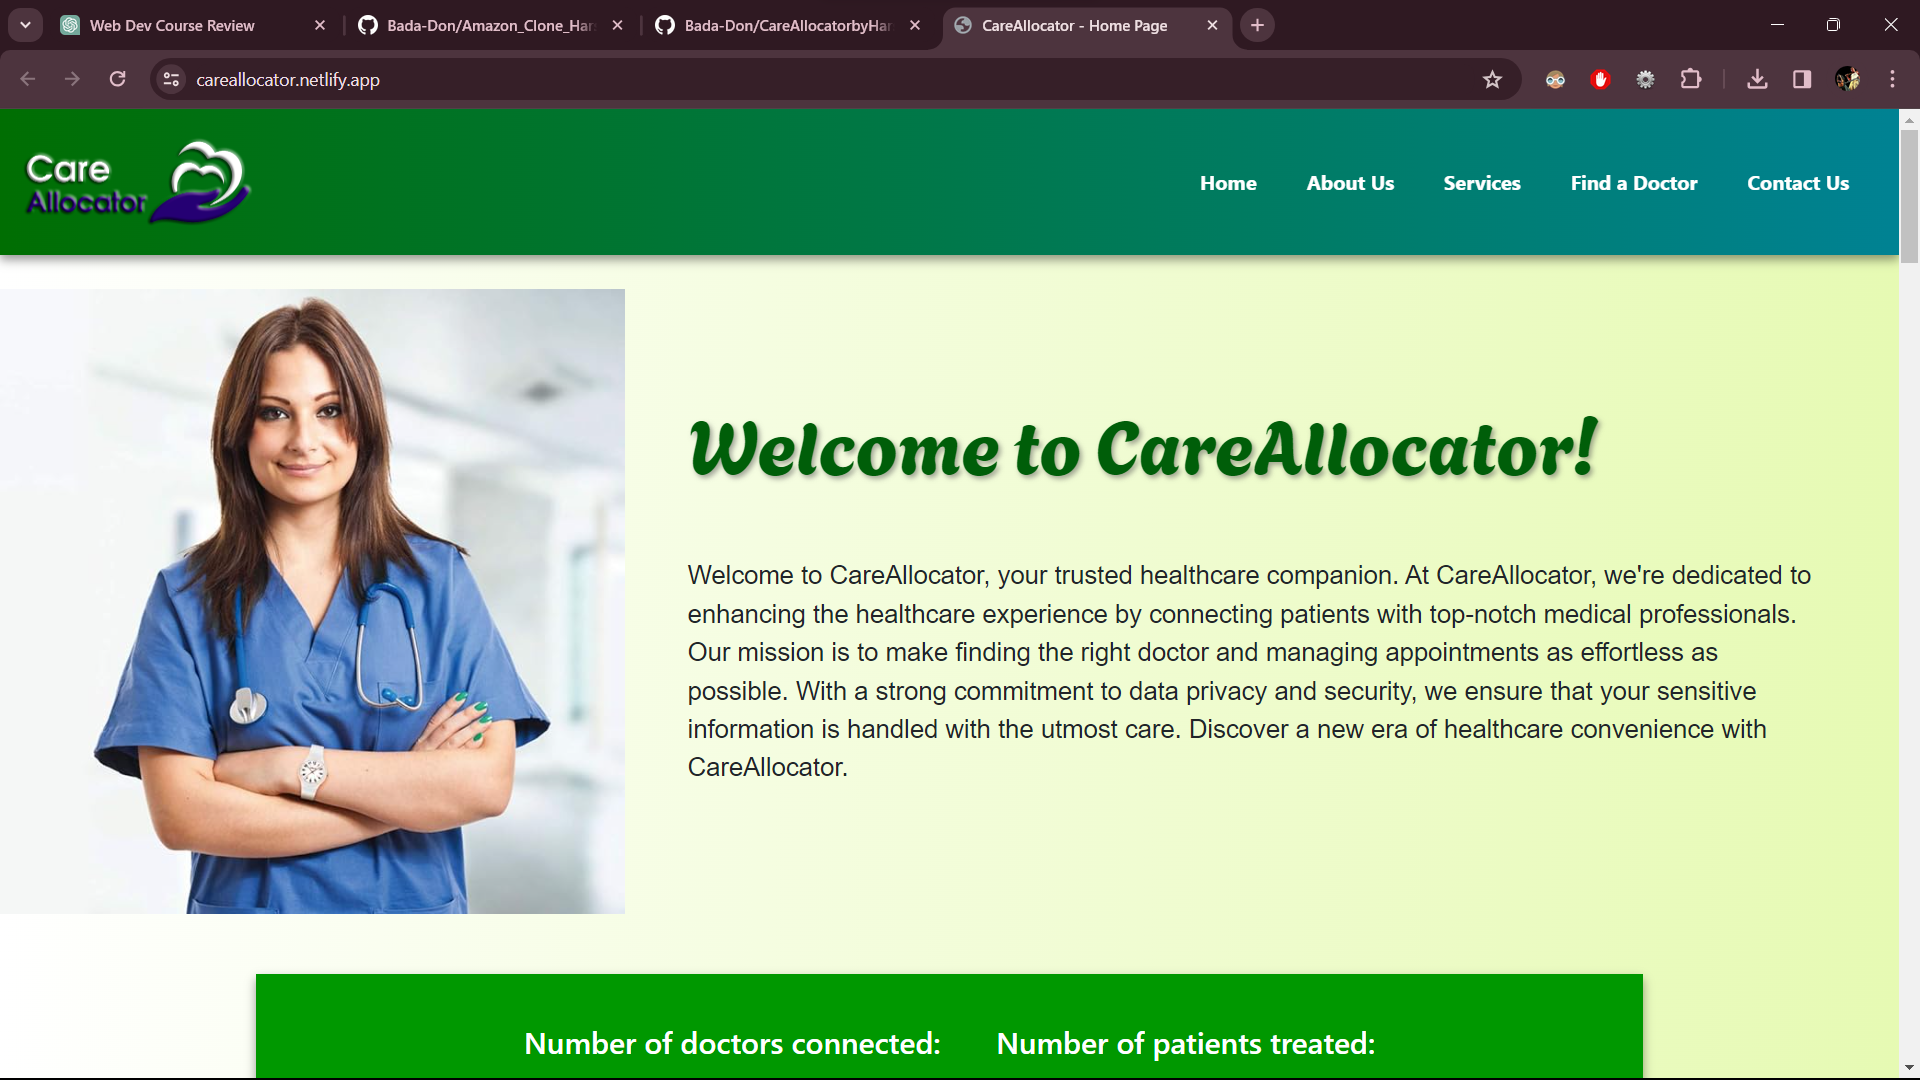 Web Dev Course Review
Bada-Don/Amazon_Clone_Har
Bada-Don/CareAllocatorbyHar
CareAllocator - Home Page
careallocator.netlify.app
Care
Allocator
Home
About Us
Services
Find a Doctor
Contact Us
Welcome to CareAllocator!
Welcome to CareAllocator, your trusted healthcare companion. At CareAllocator, we're dedicated to
enhancing the healthcare experience by connecting patients with top-notch medical professionals.
Our mission is to make finding the right doctor and managing appointments as effortless as
possible. With a strong commitment to data privacy and security, we ensure that your sensitive
information is handled with the utmost care. Discover a new era of healthcare convenience with
CareAllocator.
Number of doctors connected:
Number of patients treated: